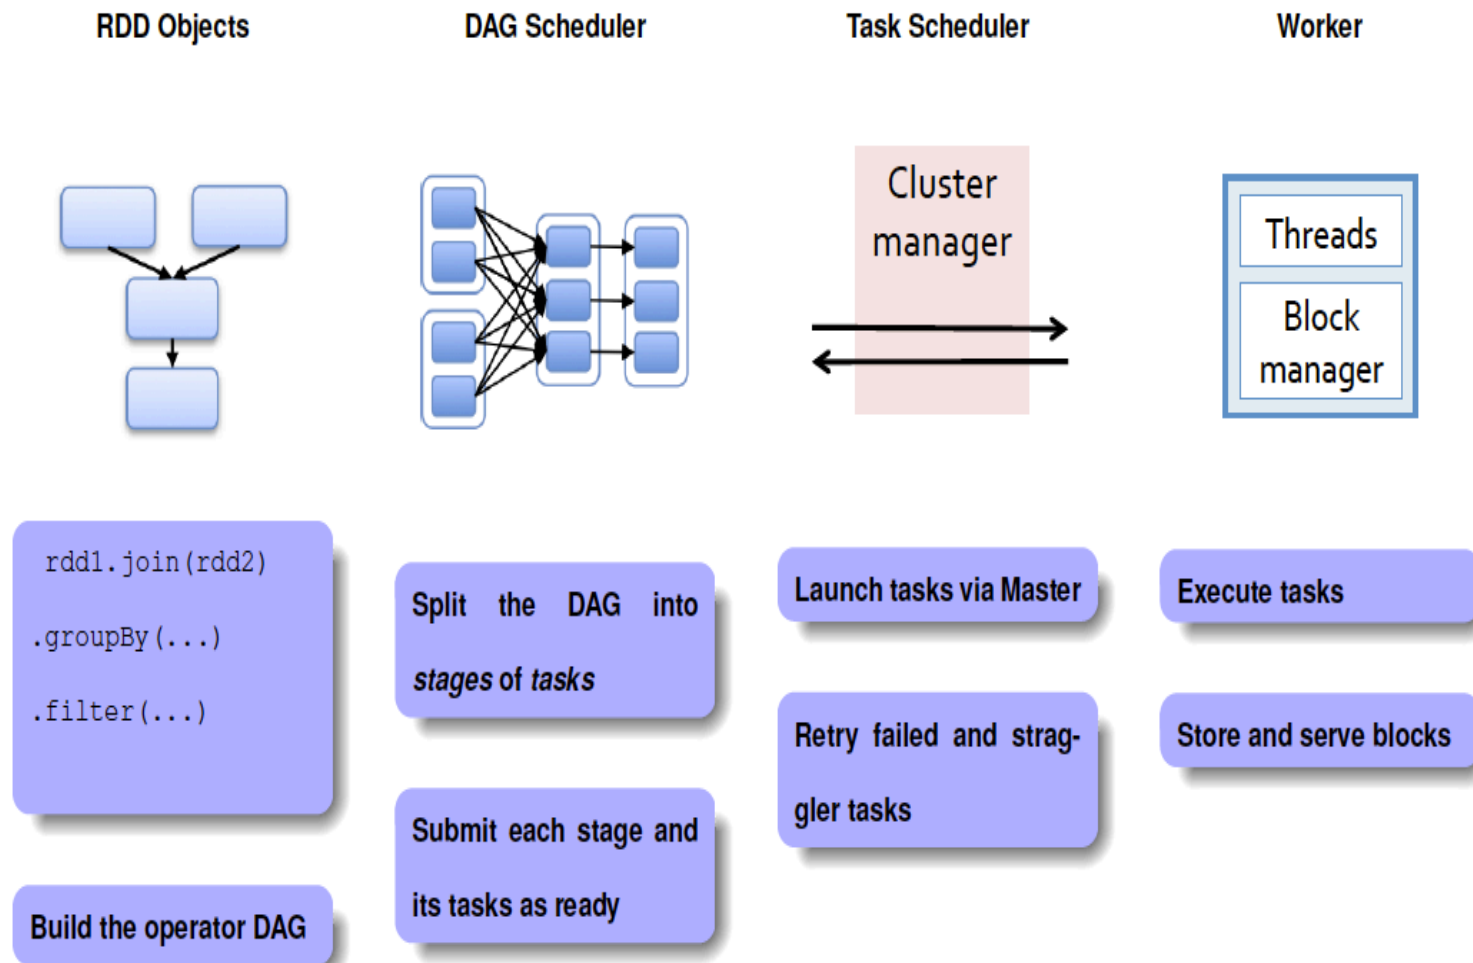 RDD Objects
DAG Scheduler
Task Scheduler
Worker
Cluster
manager
Threads
Block
manager
rdd1.join(rdd2)
.groupBy(...)
.filter(...)
Build the operator DAG
Split the DAG into
stages of tasks
Submit each stage and
its tasks as ready
Launch tasks via Master
Retry failed and strag-
gler tasks
Execute tasks
Store and serve blocks